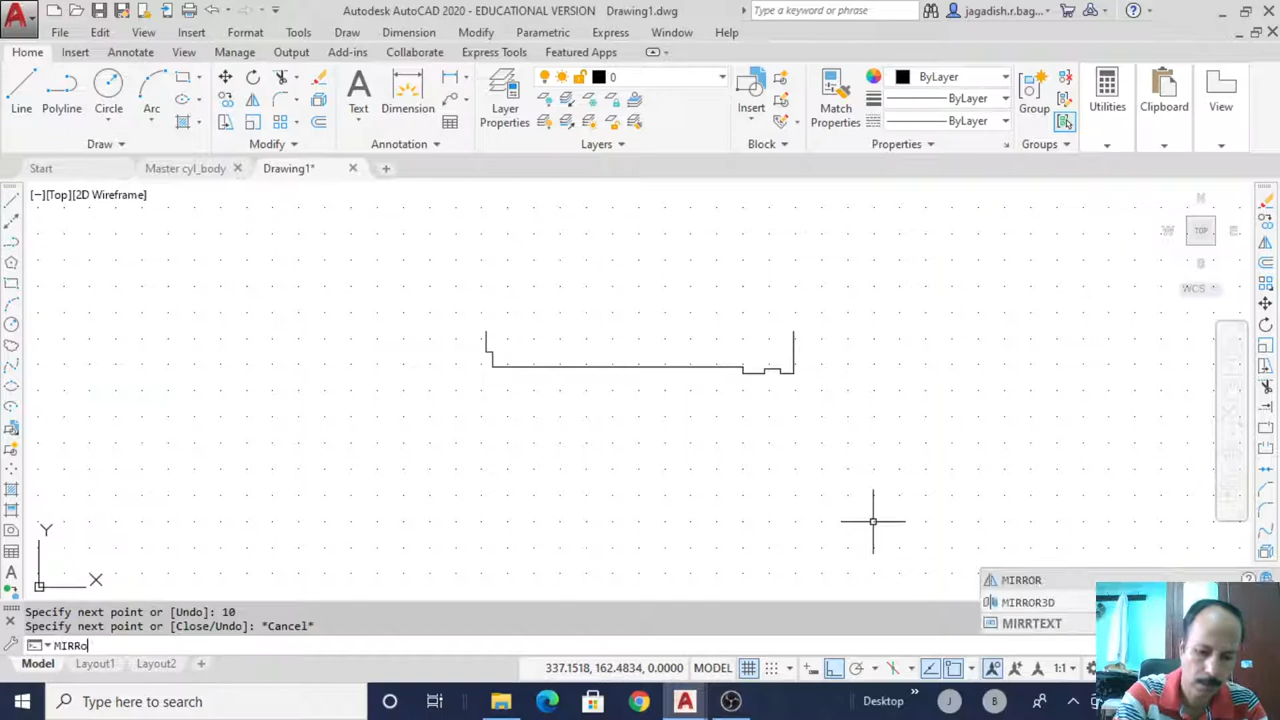 Autodesk AutoCAD 2020 - EDUCATIONAL VERSION Drawing1.dwg
Type a keyword or phrase
jagadish.r.bag...
File Edit View Insert Format Tools Draw Dimension Modify Parametric Express Window Help
Home Insert Annotate View Manage Output Add-ins Collaborate Express Tools Featured Apps
Line
Polyline
Circle
Arc
Text
Dimension
Layer
Properties
0
Insert
Match
Properties
ByLayer
ByLayer
ByLayer
Group
Utilities
Clipboard
View
Draw
Modify
Annotation
Layers
Block
Properties
Groups
Start
Master cyl_body
Drawing1*
[−][Top][2D Wireframe]
N
W
TOP
E
S
WCS
Y
X
MIRROR
MIRROR3D
MIRRTEXT
Specify next point or [Undo]: 10
Specify next point or [Close/Undo]: *Cancel*
MIRRo
Model
Layout1
Layout2
337.1518, 162.4834, 0.0000
MODEL
1:1
Type here to search
Desktop
J
B